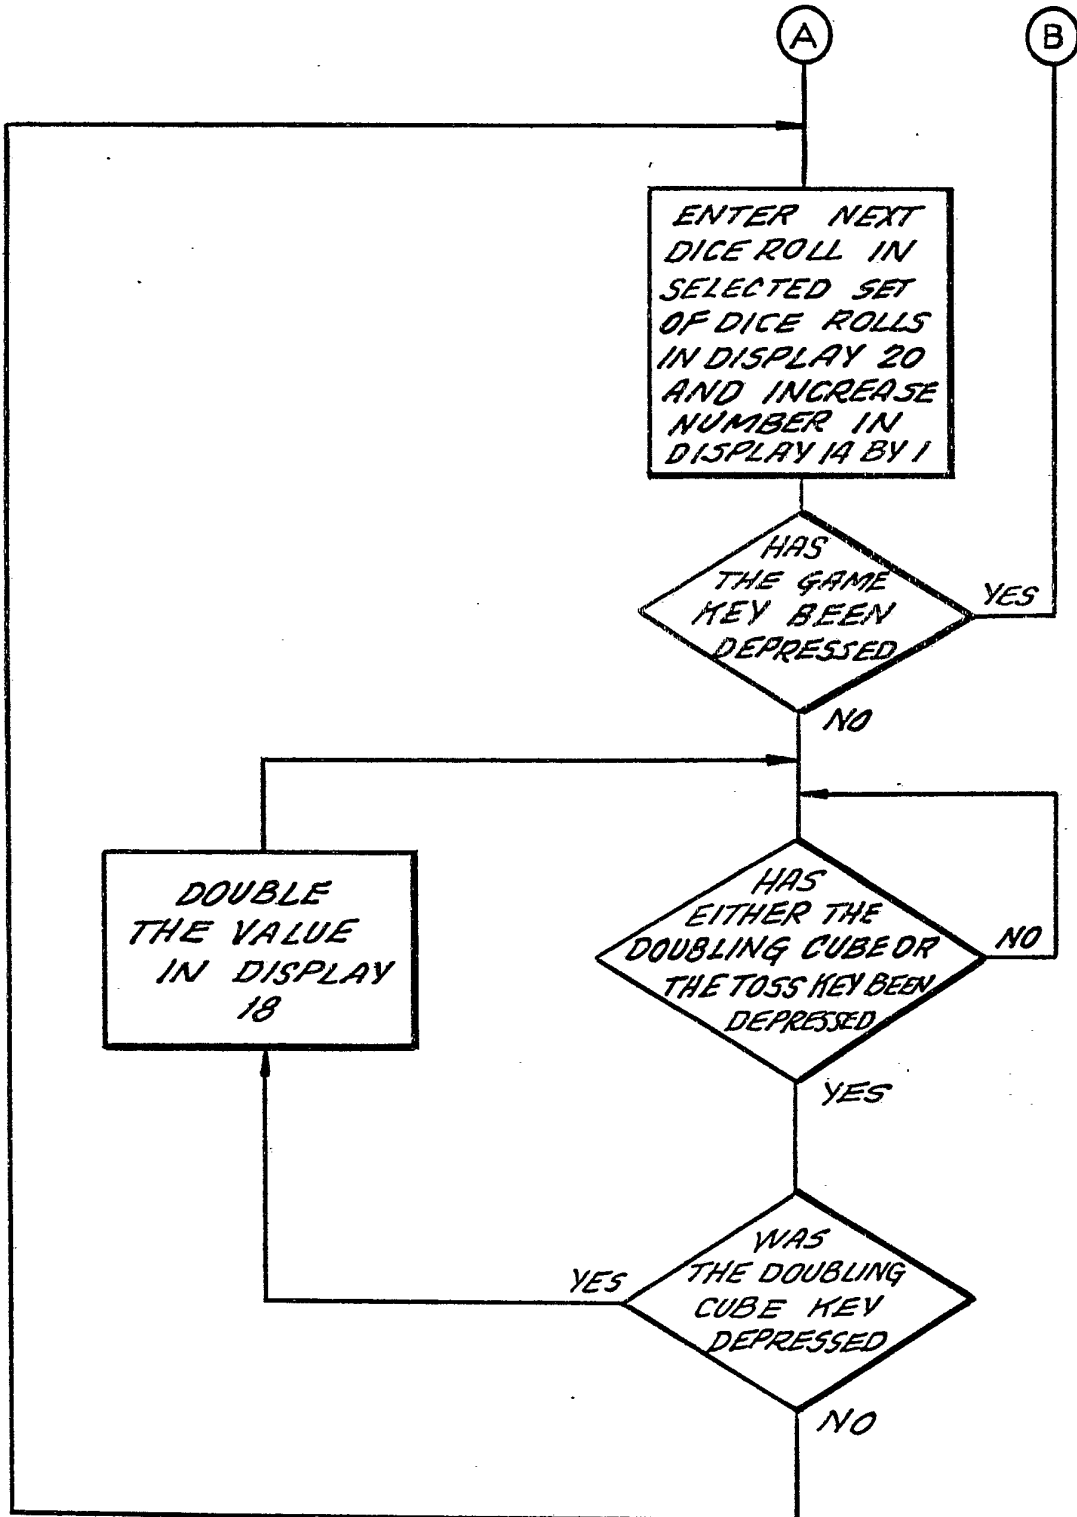 A
B
ENTER NEXT
DICE ROLL IN
SELECTED SET
OF DICE ROLLS
IN DISPLAY 20
AND INCREASE
NUMBER IN
DISPLAY 14 BY 1
HAS
THE GAME
KEY BEEN
DEPRESSED
YES
NO
DOUBLE
THE VALUE
IN DISPLAY
18
HAS
EITHER THE
DOUBLING CUBE OR
THE TOSS KEY BEEN
DEPRESSED
NO
YES
WAS
THE DOUBLING
CUBE KEY
DEPRESSED
YES
NO